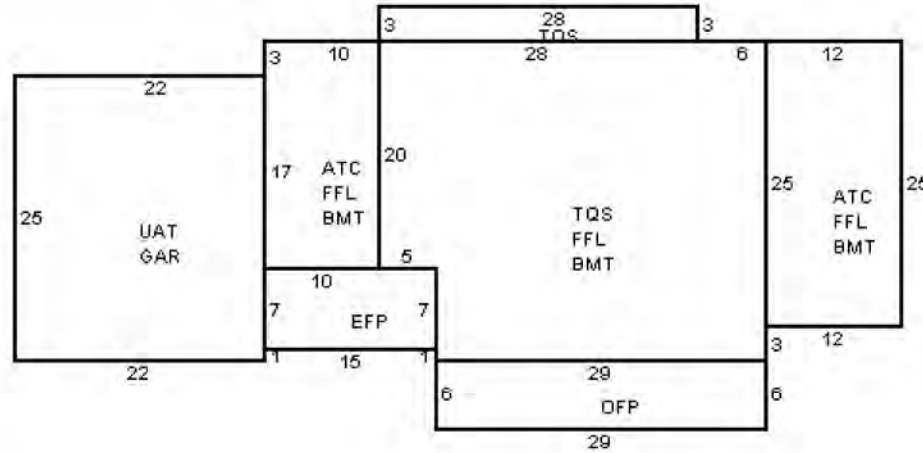 3 28 3
TQS
3 10 28 6 12
22
17 ATC 20 25 25
FFL
BMT
ATC
FFL
BMT
25 UAT
GAR
TQS
FFL
BMT
5
10
7 EFP 7
12
3
1 15 1
22 29
6 OFP 6
29